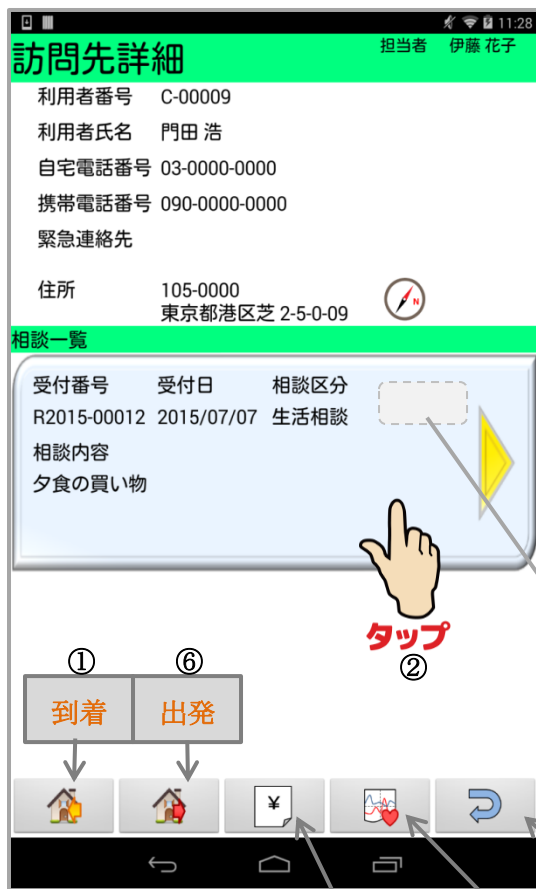 11:28
訪問先詳細
担当者 伊藤 花子
利用者番号 C-00009
利用者氏名 門田 浩
自宅電話番号 03-0000-0000
携帯電話番号 090-0000-0000
緊急連絡先
住所 105-0000
東京都港区芝 2-5-0-09
N
相談一覧
受付番号 受付日 相談区分
R2015-00012 2015/07/07 生活相談
相談内容
夕食の買い物
タップ
① ⑥ ②
到着 出発
¥